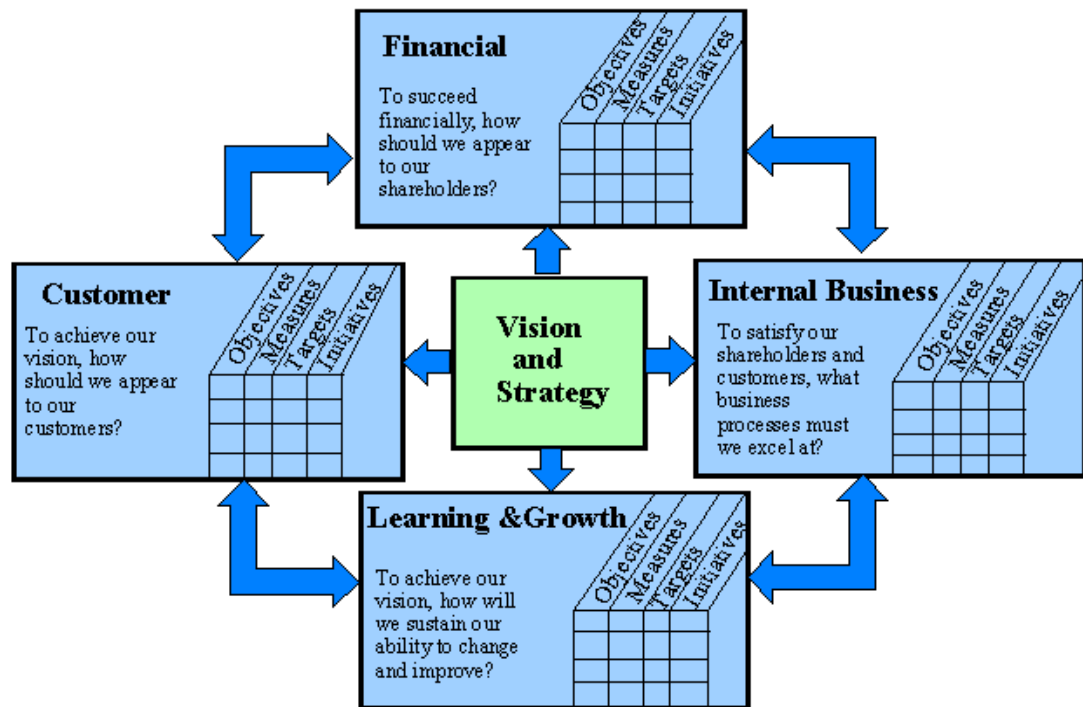 Financial
To succeed
financially, how
should we appear
to our
shareholders?
Objectives
Measures
Targets
Initiatives
Customer
To achieve our
vision, how
should we appear
to our
customers?
Objectives
Measures
Targets
Initiatives
Vision
and
Strategy
Internal Business
To satisfy our
shareholders and
customers, what
business
processes must
we excel at?
Objectives
Measures
Targets
Initiatives
Learning &Growth
To achieve our
vision, how will
we sustain our
ability to change
and improve?
Objectives
Measures
Targets
Initiatives